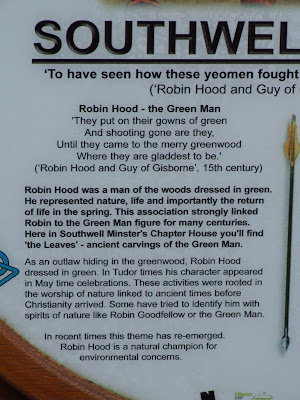 SOUTHWEL
'To have seen how these yeomen fought
('Robin Hood and Guy of
Robin Hood - the Green Man
'They put on their gowns of green
And shooting gone are they,
Until they came to the merry greenwood
Where they are gladdest to be.'
('Robin Hood and Guy of Gisborne', 15th century)
Robin Hood was a man of the woods dressed in green.
He represented nature, life and importantly the return
of life in the spring. This association strongly linked
Robin to the Green Man figure for many centuries.
Here in Southwell Minster's Chapter House you'll find
'the Leaves' - ancient carvings of the Green Man.
As an outlaw hiding in the greenwood, Robin Hood
dressed in green. In Tudor times his character appeared
in May time celebrations. These activities were rooted in
the worship of nature linked to ancient times before
Christianity arrived. Some have tried to identify him with
spirits of nature like Robin Goodfellow or the Green Man.
In recent times this theme has re-emerged.
Robin Hood is a natural champion for
environmental concerns.
N